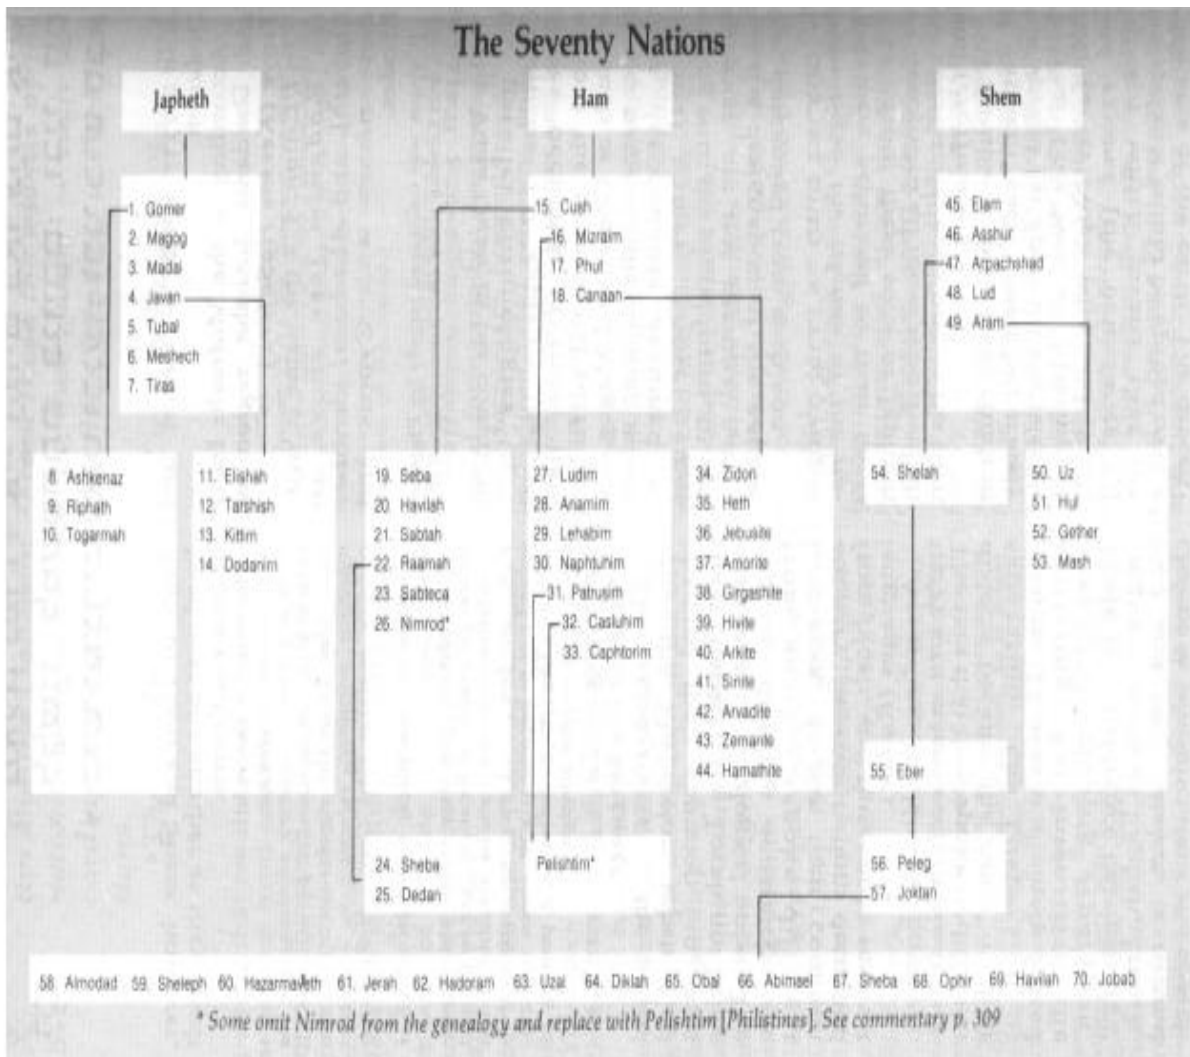 The Seventy Nations
Japheth
Ham
Shem
1. Gomer
2. Magog
3. Madai
4. Javan
5. Tubal
6. Meshech
7. Tiras
15. Cush
16. Mizraim
17. Phut
18. Canaan
45. Elam
46. Asshur
47. Arpachshad
48. Lud
49. Aram
8. Ashkenaz
9. Riphath
10. Togarmah
11. Elishah
12. Tarshish
13. Kittim
14. Dodanim
19. Seba
20. Havilah
21. Sabtah
22. Raamah
23. Sabteca
26. Nimrod*
27. Ludim
28. Anamim
29. Lehabim
30. Naphtuhim
31. Patrusim
32. Casluhim
33. Caphtorim
34. Zidon
35. Heth
36. Jebusite
37. Amorite
38. Girgashite
39. Hivite
40. Arkite
41. Sinite
42. Arvadite
43. Zemarite
44. Hamathite
54. Shelah
50. Uz
51. Hul
52. Gether
53. Mash
55. Eber
24. Sheba
25. Dedan
Pelishtim*
56. Peleg
57. Joktan
58. Almodad 59. Sheleph 60. Hazarmaveth 61. Jerah 62. Hadoram 63. Uzal 64. Diklah 65. Obal 66. Abimael 67. Sheba 68. Ophir 69. Havilah 70. Jobab
* Some omit Nimrod from the genealogy and replace with Pelishtim [Philistines]. See commentary p. 309